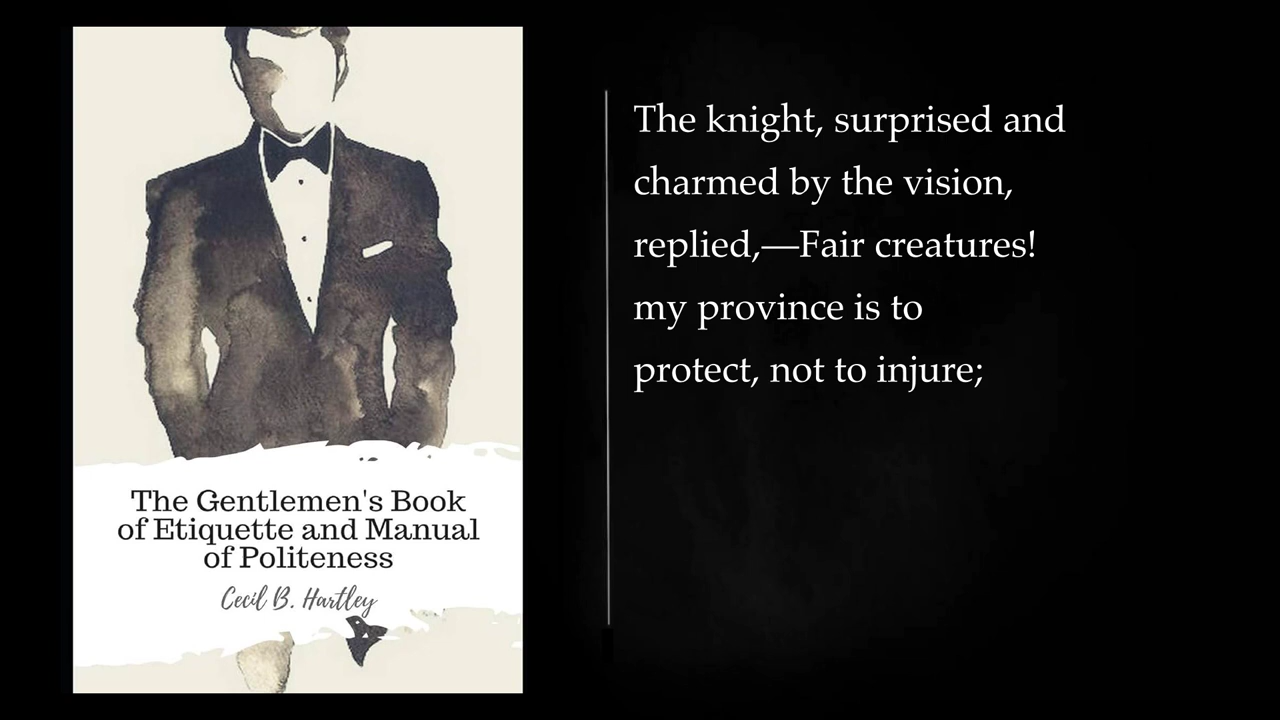 The Gentlemen's Book
of Etiquette and Manual
of Politeness
Cecil B. Hartley
The knight, surprised and
charmed by the vision,
replied,—Fair creatures!
my province is to
protect, not to injure;